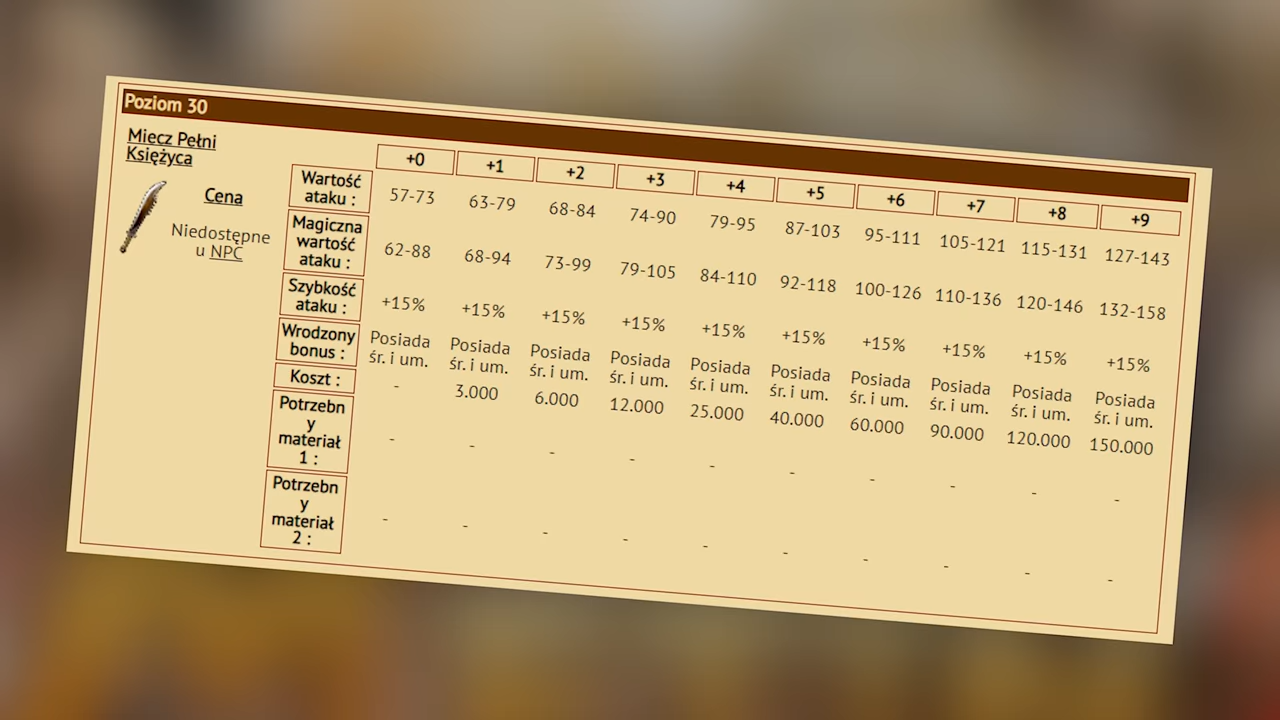 Poziom 30
Miecz Pełni
Księżyca
Cena
Niedostępne
u NPC
+0 +1 +2 +3 +4 +5 +6 +7 +8 +9
Wartość
ataku : 57-73 63-79 68-84 74-90 79-95 87-103 95-111 105-121 115-131 127-143
Magiczna
wartość
ataku : 62-88 68-94 73-99 79-105 84-110 92-118 100-126 110-136 120-146 132-158
Szybkość
ataku : +15% +15% +15% +15% +15% +15% +15% +15% +15% +15%
Wrodzony Posiada Posiada Posiada Posiada Posiada Posiada Posiada Posiada Posiada Posiada
bonus : śr. i um. śr. i um. śr. i um. śr. i um. śr. i um. śr. i um. śr. i um. śr. i um. śr. i um. śr. i um.
Koszt : - 3.000 6.000 12.000 25.000 40.000 60.000 90.000 120.000 150.000
Potrzebn
y
materiał
1 : - - - - - - - - - -
Potrzebn
y
materiał
2 : - - - - - - - - - -